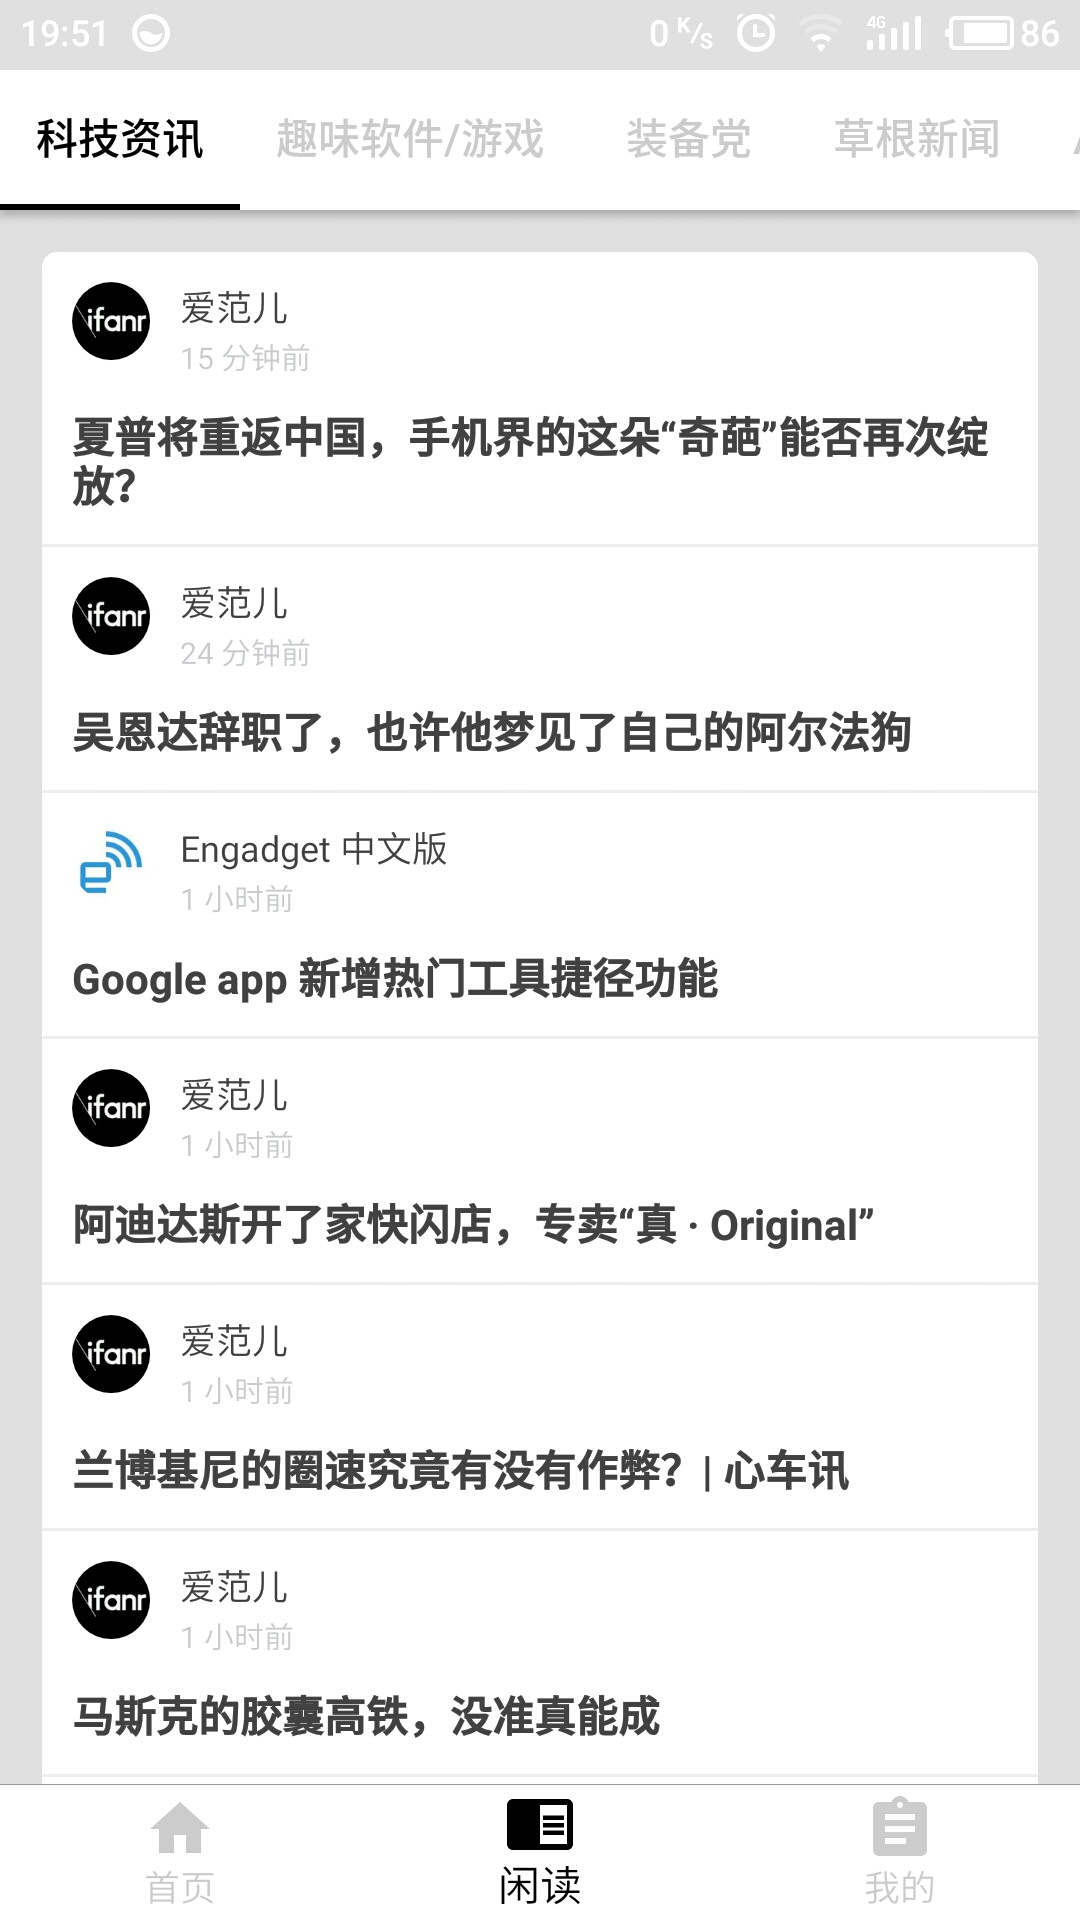 19:51
0 K/s
4G
86
科技资讯
趣味软件/游戏
装备党
草根新闻
ifanr
爱范儿
15 分钟前
夏普将重返中国，手机界的这朵“奇葩”能否再次绽
放？
ifanr
爱范儿
24 分钟前
吴恩达辞职了，也许他梦见了自己的阿尔法狗
Engadget 中文版
1 小时前
Google app 新增热门工具捷径功能
ifanr
爱范儿
1 小时前
阿迪达斯开了家快闪店，专卖“真 · Original”
ifanr
爱范儿
1 小时前
兰博基尼的圈速究竟有没有作弊？| 心车讯
ifanr
爱范儿
1 小时前
马斯克的胶囊高铁，没准真能成
首页
闲读
我的